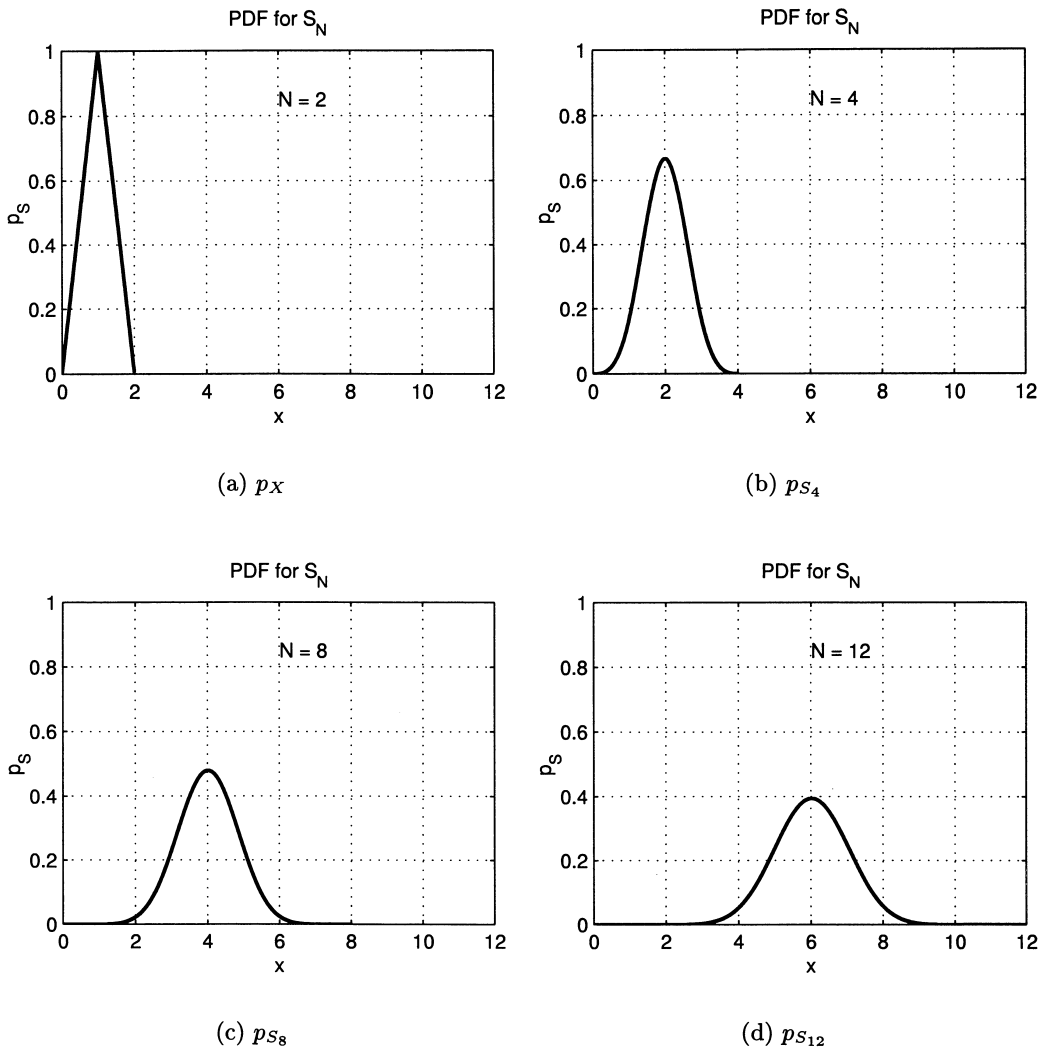 PDF for S_N
N = 2
1
0.8
0.6
0.4
0.2
0
p_S
0 2 4 6 8 10 12
x
(a) p_X
PDF for S_N
N = 4
1
0.8
0.6
0.4
0.2
0
p_S
0 2 4 6 8 10 12
x
(b) p_{S_4}
PDF for S_N
N = 8
1
0.8
0.6
0.4
0.2
0
p_S
0 2 4 6 8 10 12
x
(c) p_{S_8}
PDF for S_N
N = 12
1
0.8
0.6
0.4
0.2
0
p_S
0 2 4 6 8 10 12
x
(d) p_{S_{12}}